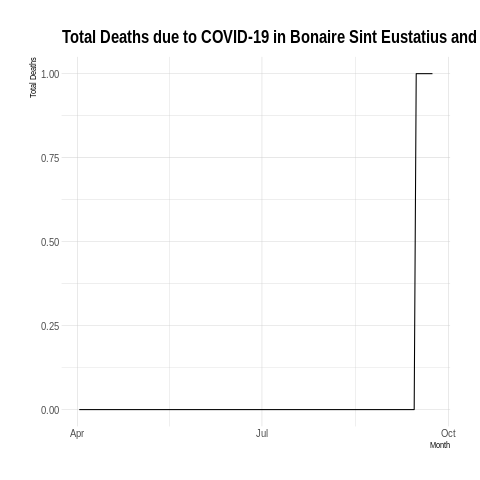 Total Deaths due to COVID-19 in Bonaire Sint Eustatius and
Total Deaths
1.00
0.75
0.50
0.25
0.00
Apr
Jul
Oct
Month